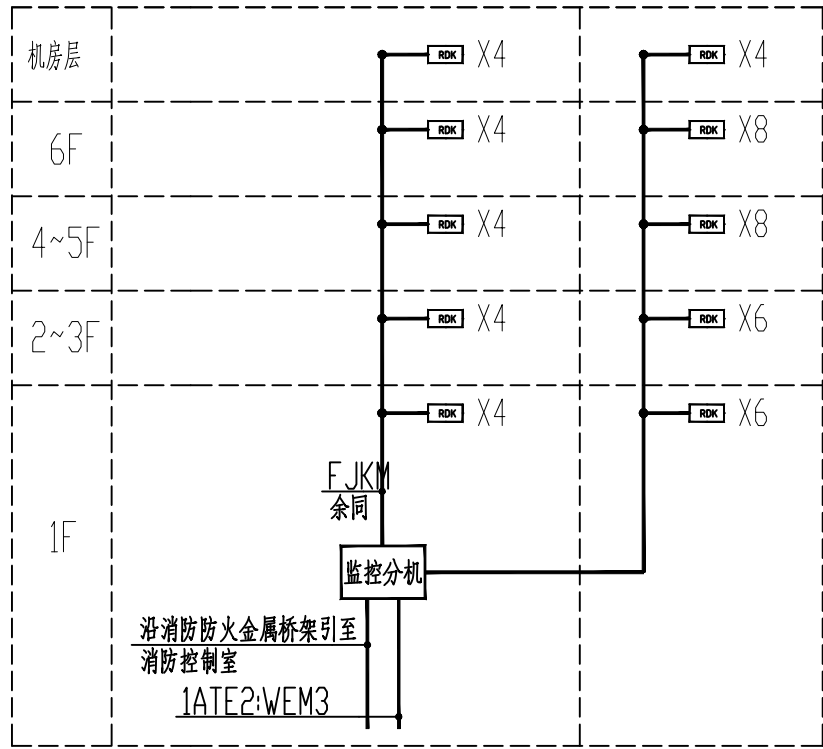 机房层
RDK X4
RDK X4
6F
RDK X4
RDK X8
4~5F
RDK X4
RDK X8
2~3F
RDK X4
RDK X6
RDK X4
RDK X6
FJKM
余同
1F
监控分机
沿消防防火金属桥架引至
消防控制室
1ATE2:WEM3